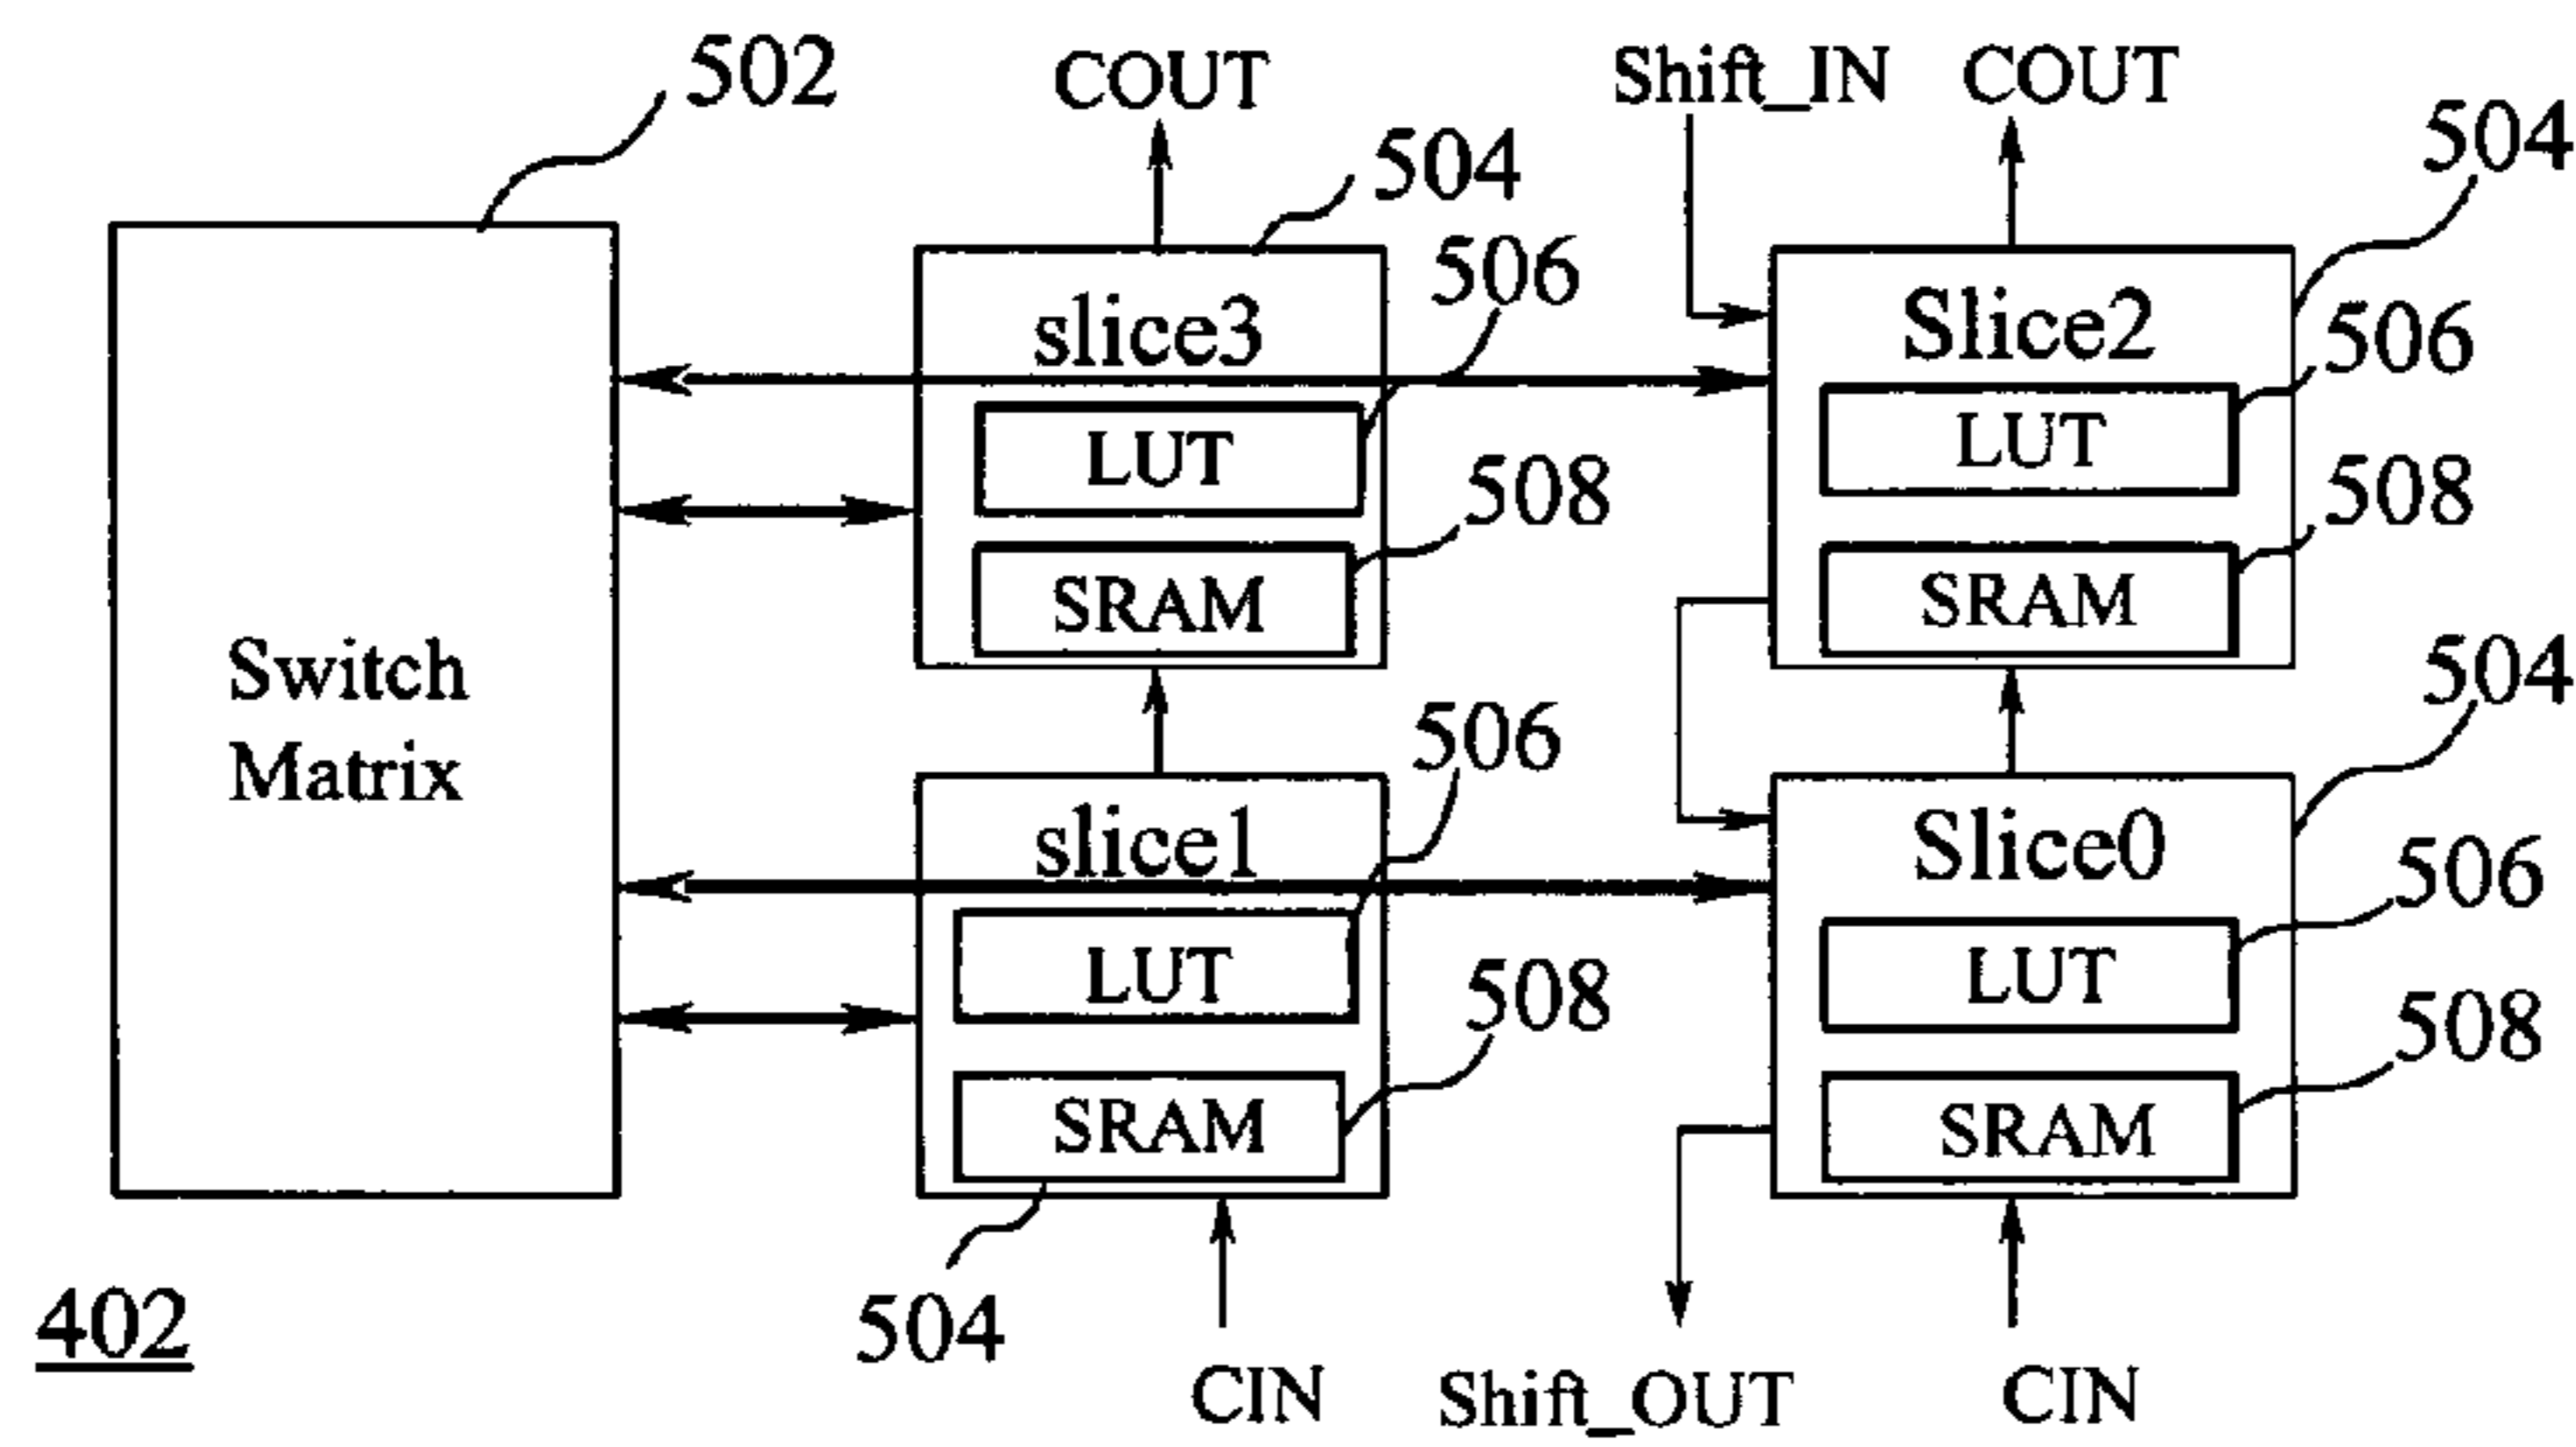 502
COUT
Shift_IN
COUT
504
504
506
slice3
Slice2
506
LUT
LUT
508
508
SRAM
SRAM
Switch
Matrix
504
506
slice1
Slice0
506
LUT
LUT
508
508
SRAM
SRAM
402
504
CIN
Shift_OUT
CIN